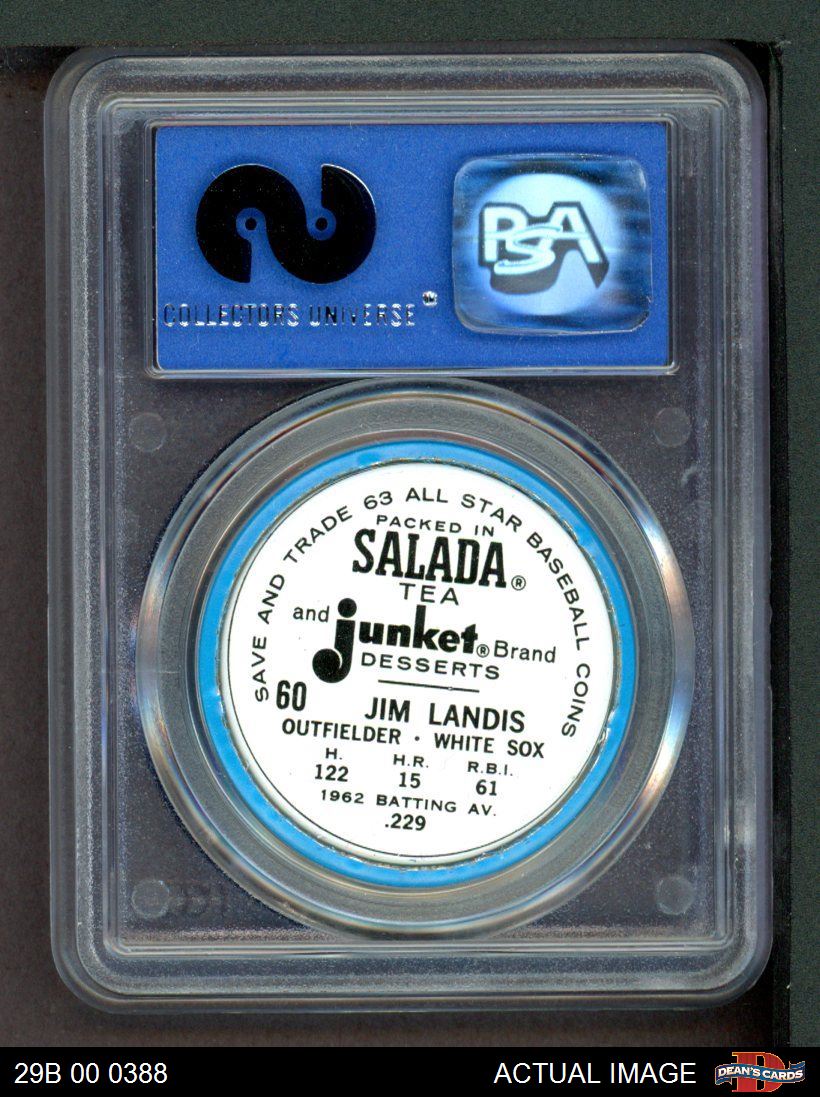 COLLECTORS UNIVERSE
PSA
SAVE AND TRADE 63 ALL STAR BASEBALL COINS
PACKED IN
SALADA®
TEA
and junket® Brand
DESSERTS
60 JIM LANDIS
OUTFIELDER · WHITE SOX
H. H.R. R.B.I.
122 15 61
1962 BATTING AV.
.229
29B 00 0388
ACTUAL IMAGE
D
DEAN'S CARDS